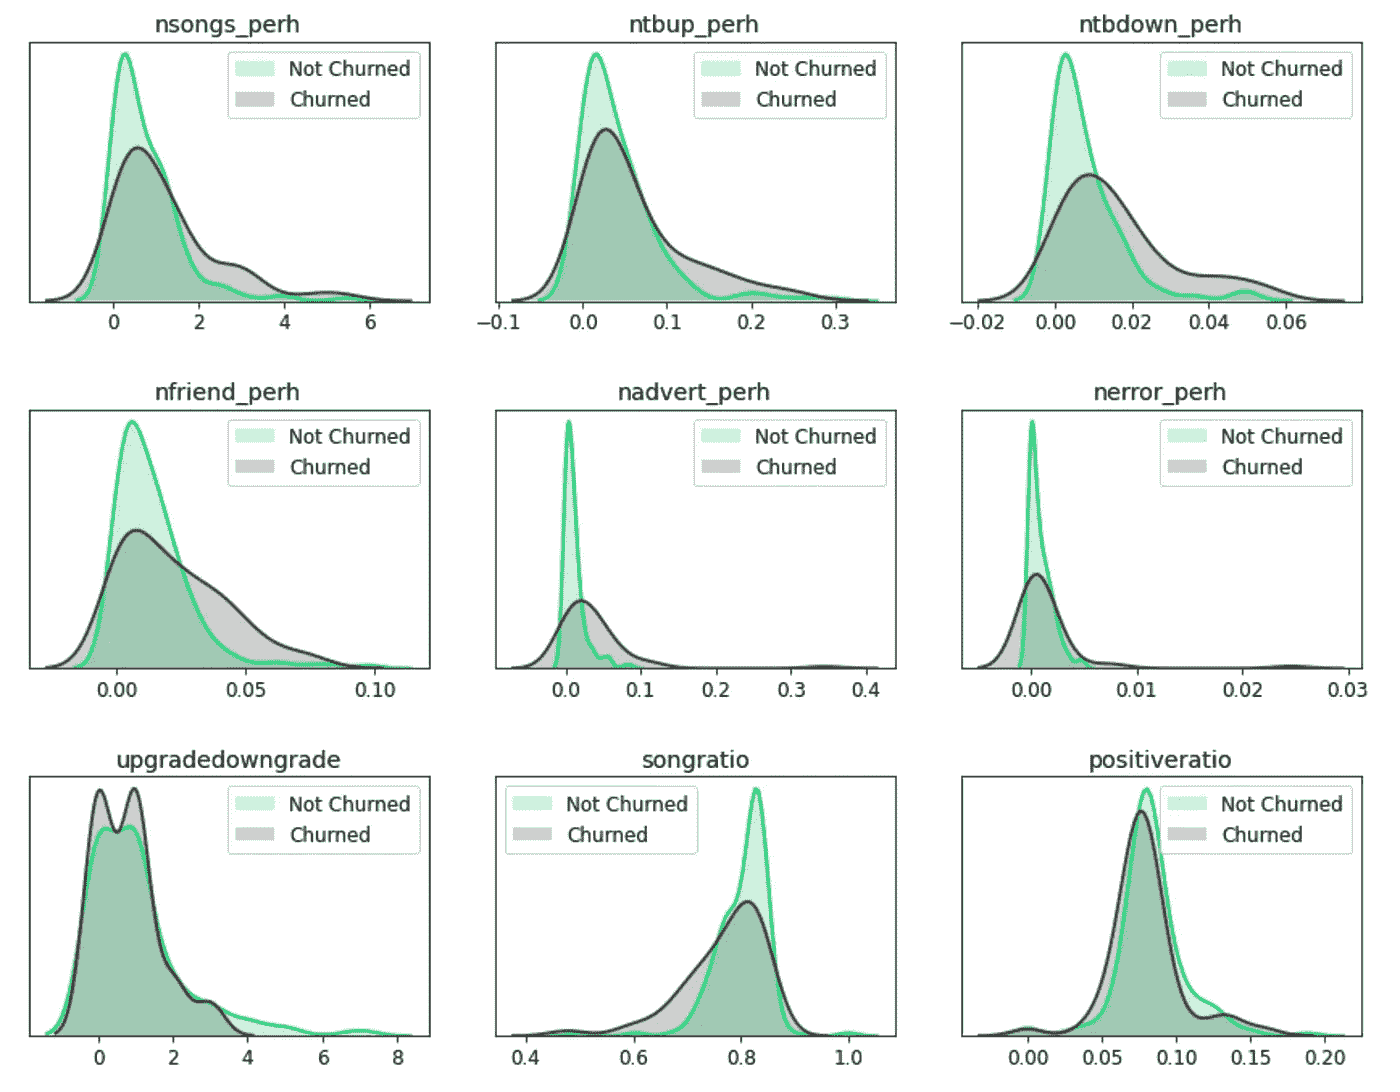 nsongs_perh
Not Churned
Churned
0 2 4 6
ntbup_perh
Not Churned
Churned
−0.1 0.0 0.1 0.2 0.3
ntbdown_perh
Not Churned
Churned
−0.02 0.00 0.02 0.04 0.06
nfriend_perh
Not Churned
Churned
0.00 0.05 0.10
nadvert_perh
Not Churned
Churned
0.0 0.1 0.2 0.3 0.4
nerror_perh
Not Churned
Churned
0.00 0.01 0.02 0.03
upgradedowngrade
Not Churned
Churned
0 2 4 6 8
songratio
Not Churned
Churned
0.4 0.6 0.8 1.0
positiveratio
Not Churned
Churned
0.00 0.05 0.10 0.15 0.20